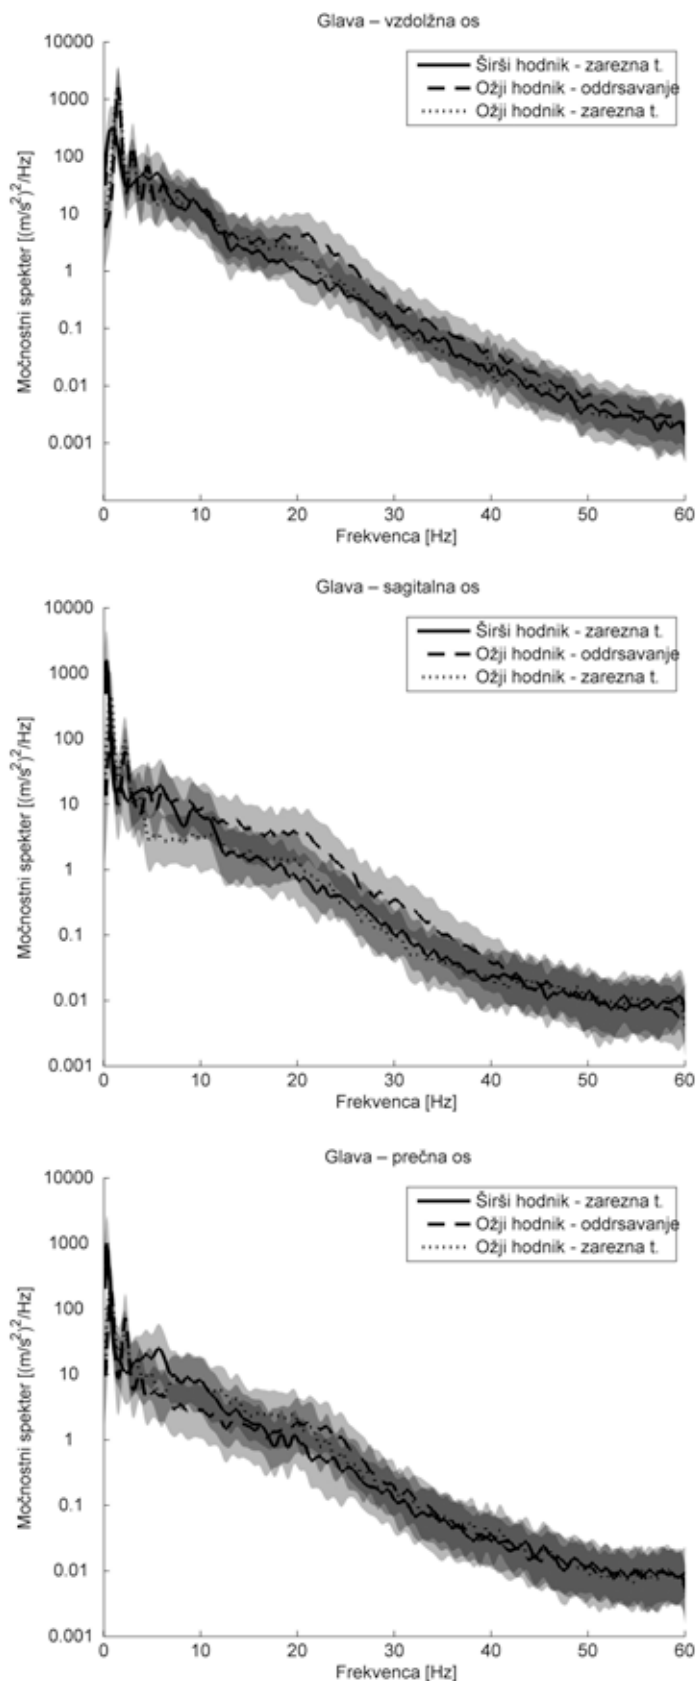 Glava – vzdolžna os
10000
1000
100
10
1
0.1
0.01
0.001
Močnostni spekter [(m/s²)²/Hz]
Širši hodnik - zarezna t.
Ožji hodnik - oddrsavanje
Ožji hodnik - zarezna t.
0 10 20 30 40 50 60
Frekvenca [Hz]
Glava – sagitalna os
10000
1000
100
10
1
0.1
0.01
0.001
Močnostni spekter [(m/s²)²/Hz]
Širši hodnik - zarezna t.
Ožji hodnik - oddrsavanje
Ožji hodnik - zarezna t.
0 10 20 30 40 50 60
Frekvenca [Hz]
Glava – prečna os
10000
1000
100
10
1
0.1
0.01
0.001
Močnostni spekter [(m/s²)²/Hz]
Širši hodnik - zarezna t.
Ožji hodnik - oddrsavanje
Ožji hodnik - zarezna t.
0 10 20 30 40 50 60
Frekvenca [Hz]